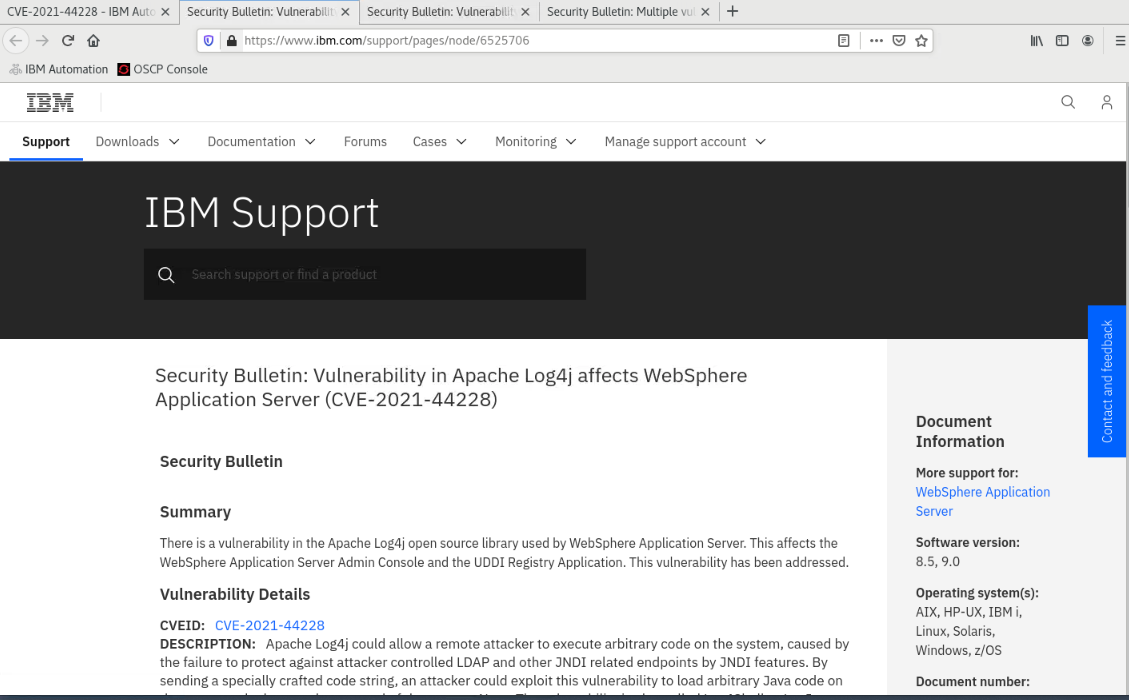 CVE-2021-44228 - IBM Auto
Security Bulletin: Vulnerabilit
Security Bulletin: Vulnerabilit
Security Bulletin: Multiple vul
https://www.ibm.com/support/pages/node/6525706
IBM Automation
OSCP Console
IBM
Support
Downloads
Documentation
Forums
Cases
Monitoring
Manage support account
IBM Support
Search support or find a product
Contact and feedback
Security Bulletin: Vulnerability in Apache Log4j affects WebSphere
Application Server (CVE-2021-44228)
Security Bulletin
Summary
There is a vulnerability in the Apache Log4j open source library used by WebSphere Application Server. This affects the
WebSphere Application Server Admin Console and the UDDI Registry Application. This vulnerability has been addressed.
Vulnerability Details
CVEID: CVE-2021-44228
DESCRIPTION: Apache Log4j could allow a remote attacker to execute arbitrary code on the system, caused by
the failure to protect against attacker controlled LDAP and other JNDI related endpoints by JNDI features. By
sending a specially crafted code string, an attacker could exploit this vulnerability to load arbitrary Java code on
Document
Information
More support for:
WebSphere Application
Server
Software version:
8.5, 9.0
Operating system(s):
AIX, HP-UX, IBM i,
Linux, Solaris,
Windows, z/OS
Document number: